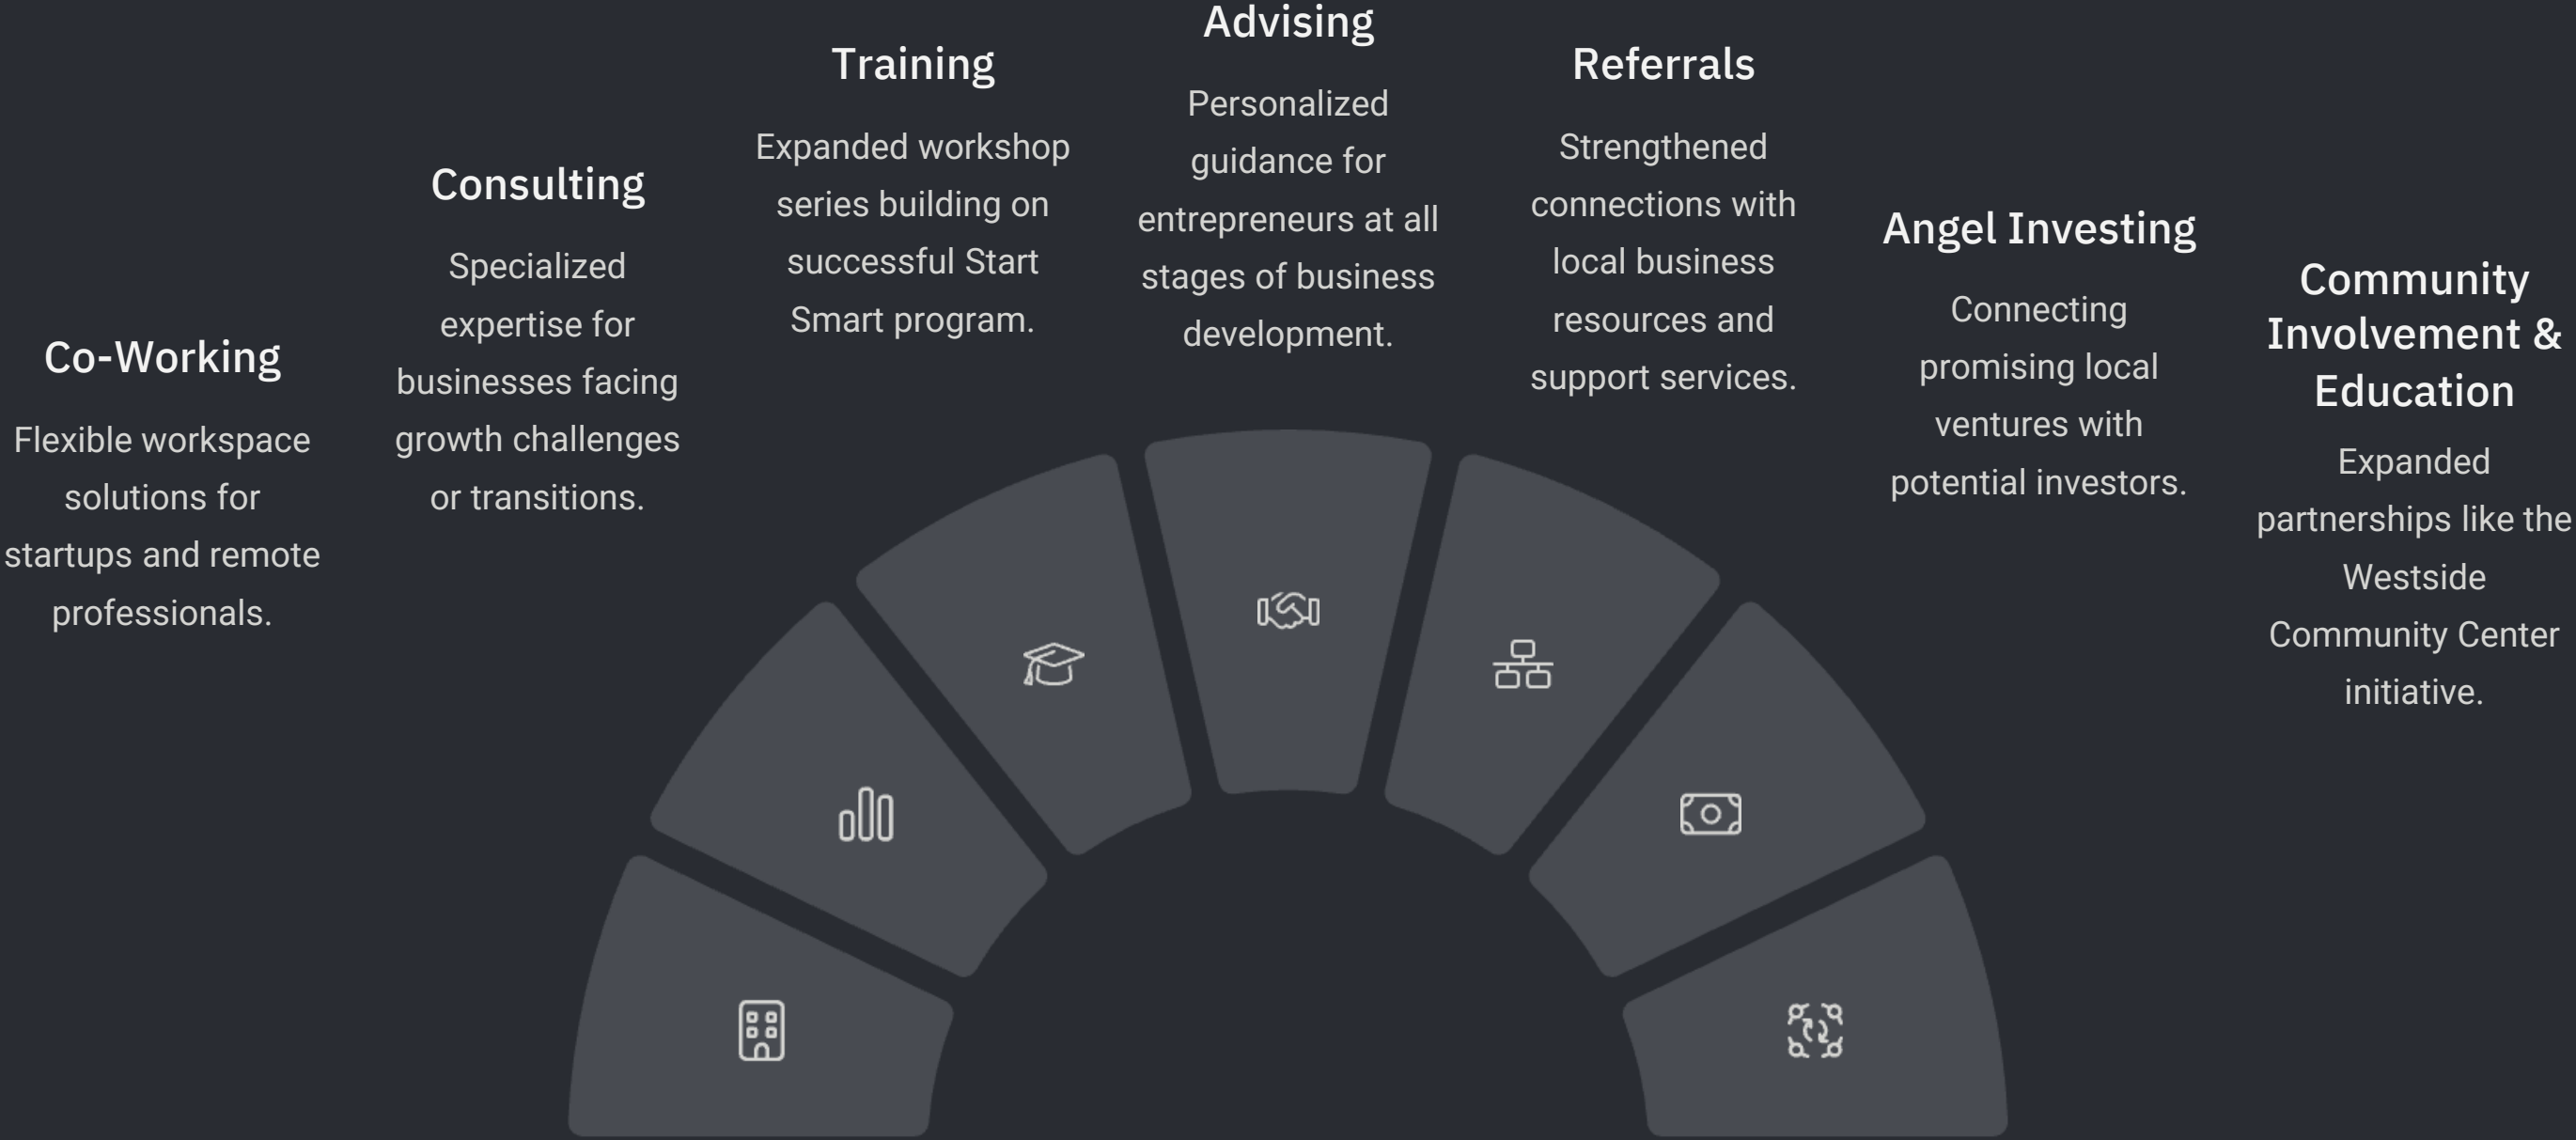 Co-Working
Flexible workspace
solutions for
startups and remote
professionals.
Consulting
Specialized
expertise for
businesses facing
growth challenges
or transitions.
Training
Expanded workshop
series building on
successful Start
Smart program.
Advising
Personalized
guidance for
entrepreneurs at all
stages of business
development.
Referrals
Strengthened
connections with
local business
resources and
support services.
Angel Investing
Connecting
promising local
ventures with
potential investors.
Community
Involvement &
Education
Expanded
partnerships like the
Westside
Community Center
initiative.